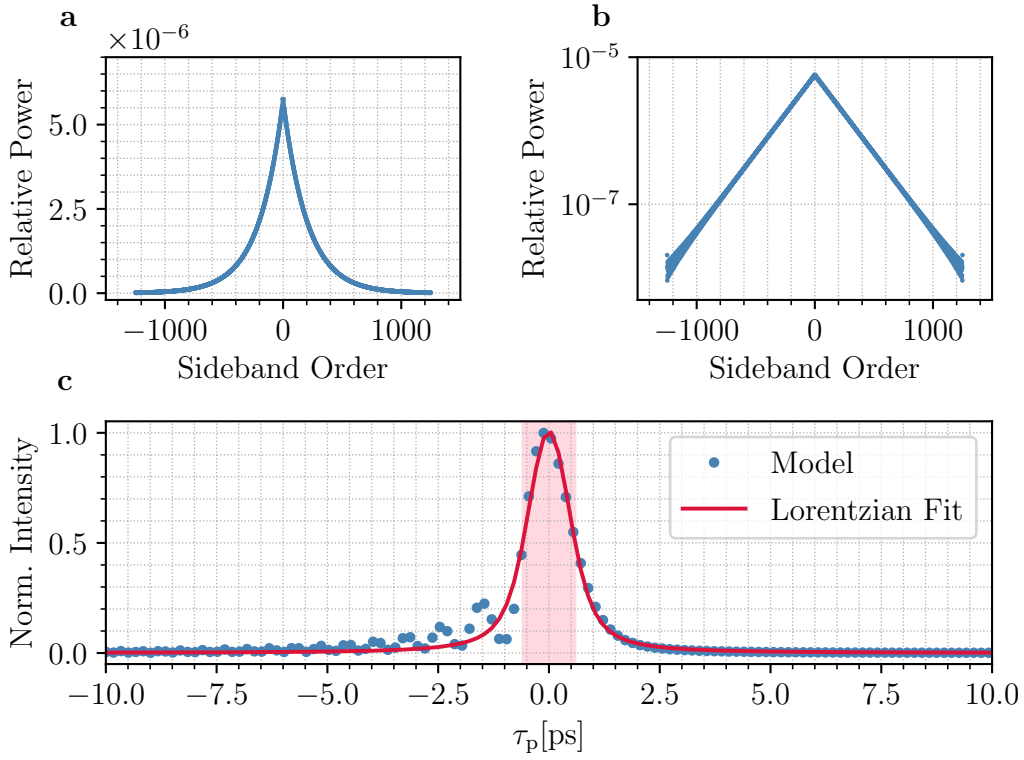 a
×10⁻⁶
Relative Power
5.0
2.5
0.0
−1000 0 1000
Sideband Order
b
Relative Power
10⁻⁵
10⁻⁷
−1000 0 1000
Sideband Order
c
Norm. Intensity
1.0
0.5
0.0
Model
Lorentzian Fit
−10.0 −7.5 −5.0 −2.5 0.0 2.5 5.0 7.5 10.0
τₚ[ps]